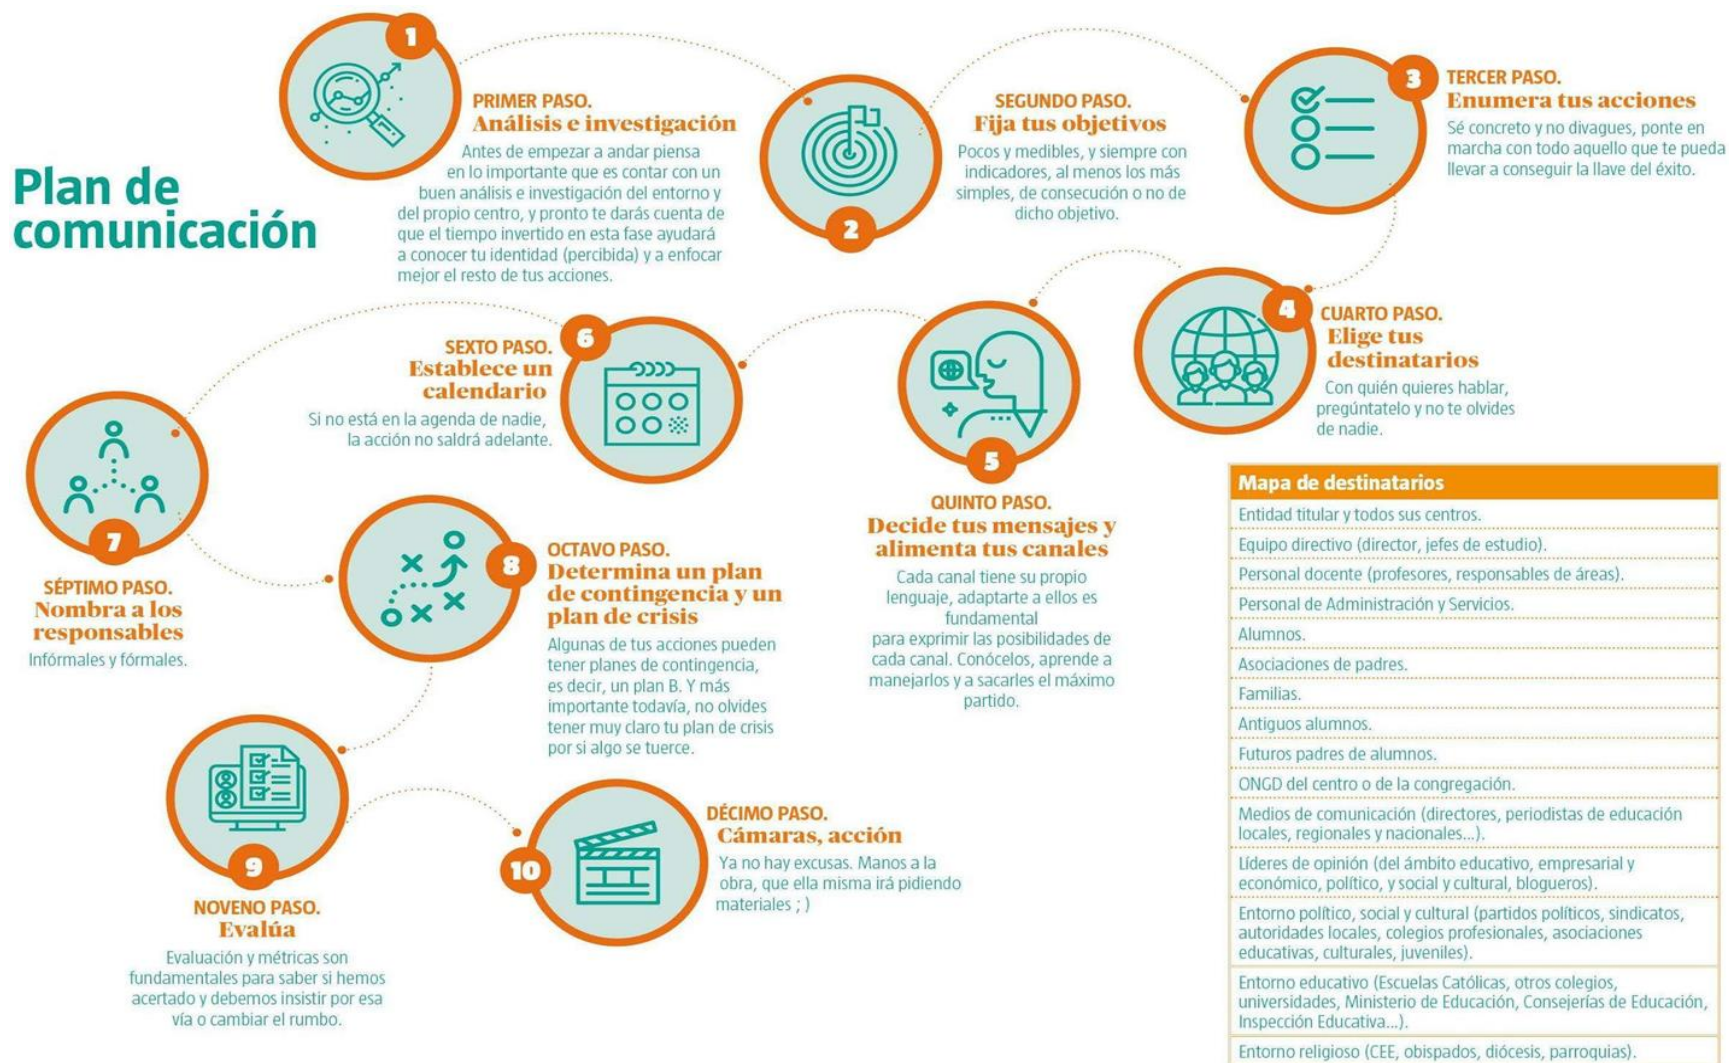 Plan de
comunicación
1
PRIMER PASO.
Análisis e investigación
Antes de empezar a andar piensa
en lo importante que es contar con un
buen análisis e investigación del entorno y
del propio centro, y pronto te darás cuenta de
que el tiempo invertido en esta fase ayudará
a conocer tu identidad (percibida) y a enfocar
mejor el resto de tus acciones.
2
SEGUNDO PASO.
Fija tus objetivos
Pocos y medibles, y siempre con
indicadores, al menos los más
simples, de consecución o no de
dicho objetivo.
3
TERCER PASO.
Enumera tus acciones
Sé concreto y no divagues, ponte en
marcha con todo aquello que te pueda
llevar a conseguir la llave del éxito.
4
CUARTO PASO.
Elige tus
destinatarios
Con quién quieres hablar,
pregúntatelo y no te olvides
de nadie.
5
QUINTO PASO.
Decide tus mensajes y
alimenta tus canales
Cada canal tiene su propio
lenguaje, adaptarte a ellos es
fundamental
para exprimir las posibilidades de
cada canal. Conócelos, aprende a
manejarlos y a sacarles el máximo
partido.
6
SEXTO PASO.
Establece un
calendario
Si no está en la agenda de nadie,
la acción no saldrá adelante.
7
SÉPTIMO PASO.
Nombra a los
responsables
Infórmales y fórmales.
8
OCTAVO PASO.
Determina un plan
de contingencia y un
plan de crisis
Algunas de tus acciones pueden
tener planes de contingencia,
es decir, un plan B. Y más
importante todavía, no olvides
tener muy claro tu plan de crisis
por si algo se tuerce.
9
NOVENO PASO.
Evalúa
Evaluación y métricas son
fundamentales para saber si hemos
acertado y debemos insistir por esa
vía o cambiar el rumbo.
10
DÉCIMO PASO.
Cámaras, acción
Ya no hay excusas. Manos a la
obra, que ella misma irá pidiendo
materiales ; )
Mapa de destinatarios
Entidad titular y todos sus centros.
Equipo directivo (director, jefes de estudio).
Personal docente (profesores, responsables de áreas).
Personal de Administración y Servicios.
Alumnos.
Asociaciones de padres.
Familias.
Antiguos alumnos.
Futuros padres de alumnos.
ONGD del centro o de la congregación.
Medios de comunicación (directores, periodistas de educación
locales, regionales y nacionales...).
Líderes de opinión (del ámbito educativo, empresarial y
económico, político, y social y cultural, blogueros).
Entorno político, social y cultural (partidos políticos, sindicatos,
autoridades locales, colegios profesionales, asociaciones
educativas, culturales, juveniles).
Entorno educativo (Escuelas Católicas, otros colegios,
universidades, Ministerio de Educación, Consejerías de Educación,
Inspección Educativa...).
Entorno religioso (CEE, obispados, diócesis, parroquias).